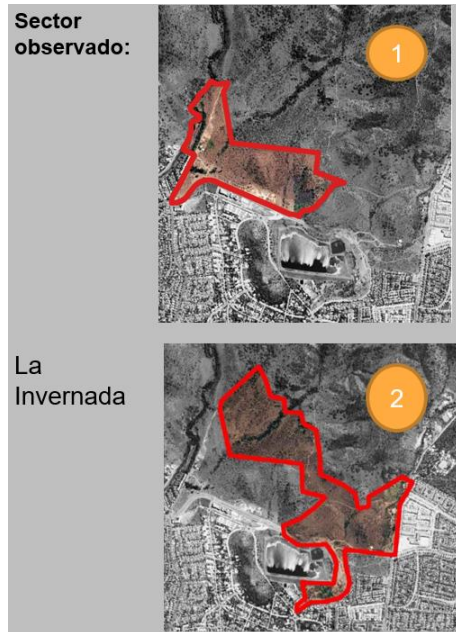 Sector
observado:
1
La
Invernada
2